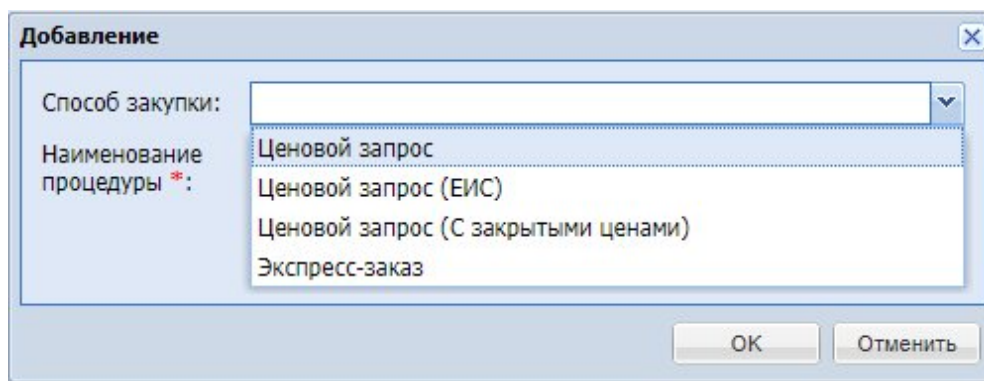 Добавление
Способ закупки:
Ценовой запрос
Наименование
процедуры *:
Ценовой запрос (ЕИС)
Ценовой запрос (С закрытыми ценами)
Экспресс-заказ
OK
Отменить